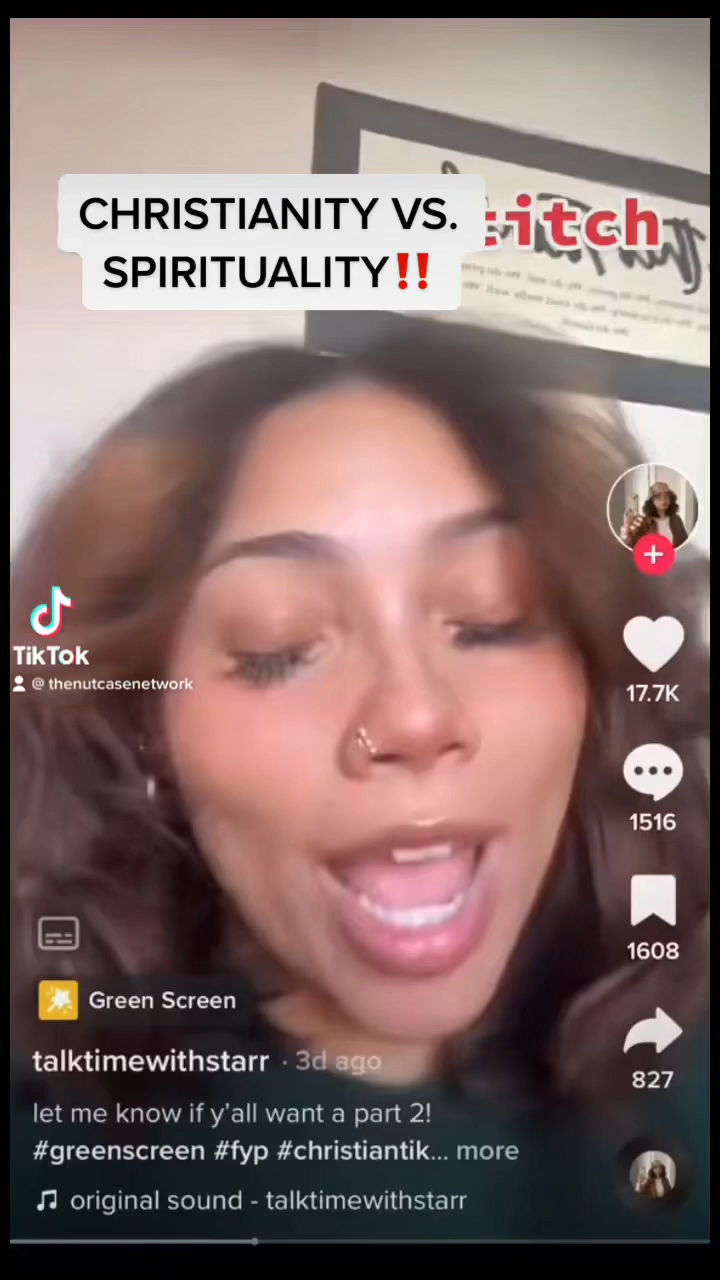 CHRISTIANITY VS.
SPIRITUALITY‼️
titch
17.7K
TikTok
@ thenutcasenetwork
1516
1608
Green Screen
talktimewithstarr · 3d ago
827
let me know if y'all want a part 2!
#greenscreen #fyp #christiantik... more
original sound - talktimewithstarr